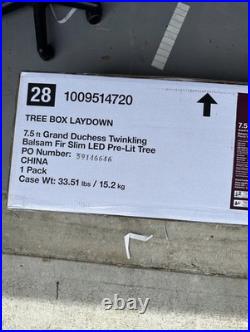 28 1009514720
TREE BOX LAYDOWN
7.5 ft Grand Duchess Twinkling
Balsam Fir Slim LED Pre-Lit Tree
PO Number: 59146646
CHINA
1 Pack
Case Wt: 33.51 lbs / 15.2 kg
7.5